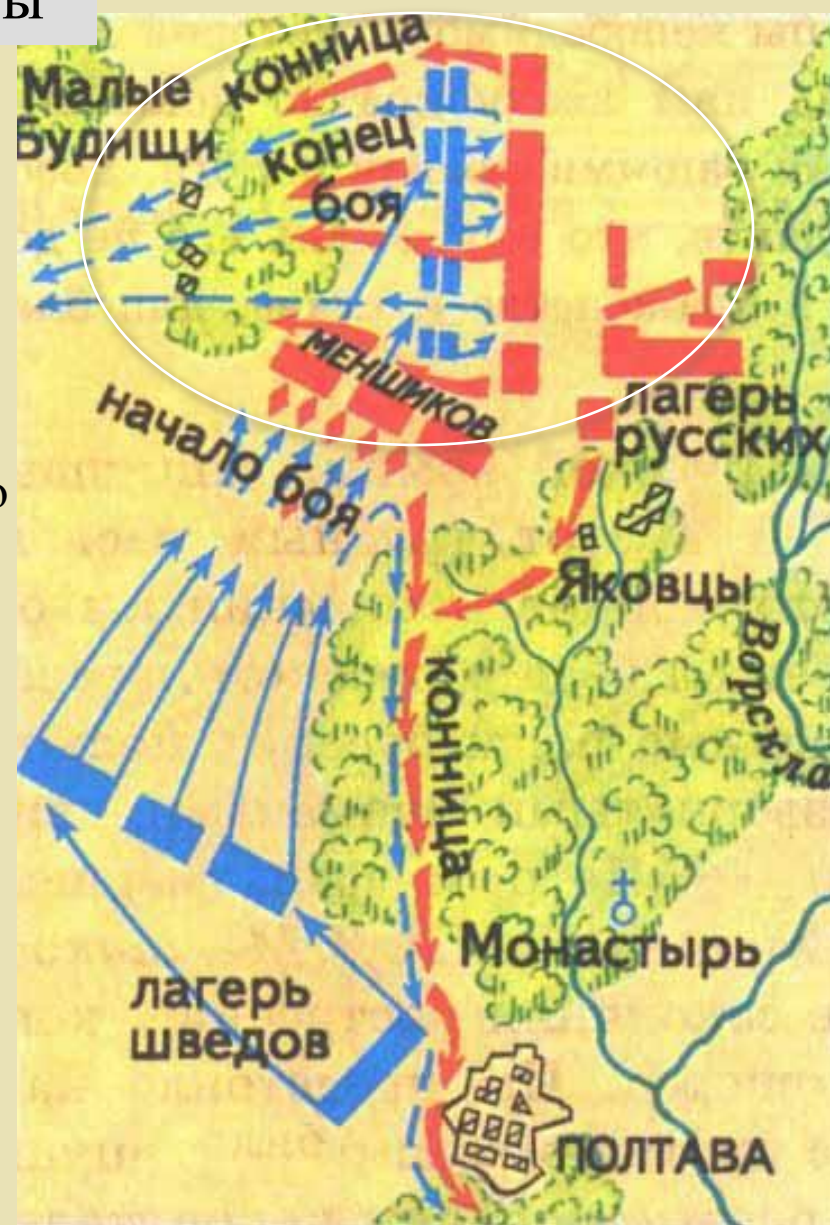 ы
конница
Малые
Будищи
конец
боя
МЕНШИКОВ
начало боя
лагерь
русских
о
Яковцы
Ворскла
конница
Монастырь
лагерь
шведов
ПОЛТАВА